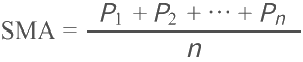 SMA = (P₁ + P₂ + ⋯ + Pₙ) / n